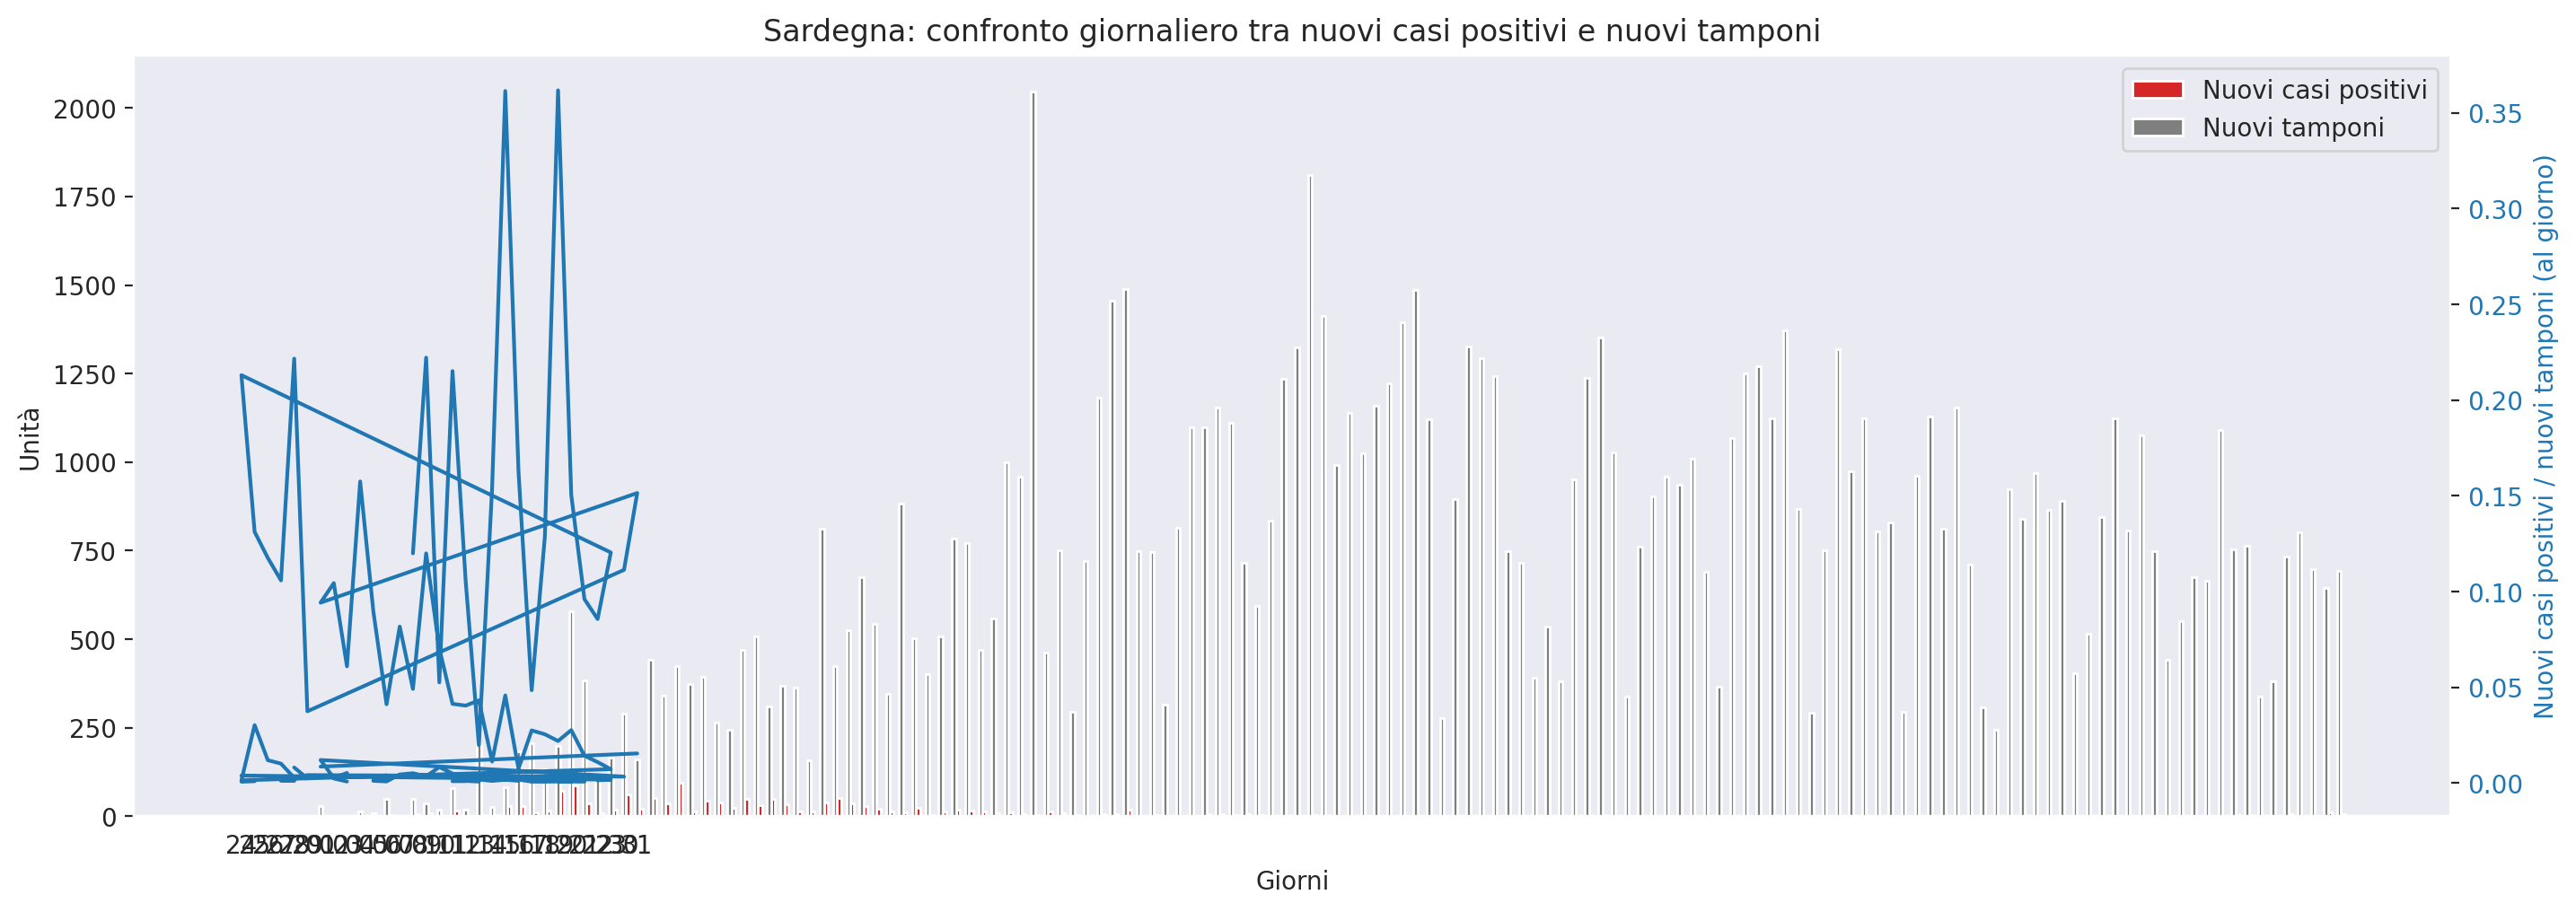 Sardegna: confronto giornaliero tra nuovi casi positivi e nuovi tamponi
Nuovi casi positivi
Nuovi tamponi
2000
1750
1500
1250
1000
750
500
250
0
Unità
0.35
0.30
0.25
0.20
0.15
0.10
0.05
0.00
Nuovi casi positivi / nuovi tamponi (al giorno)
Giorni